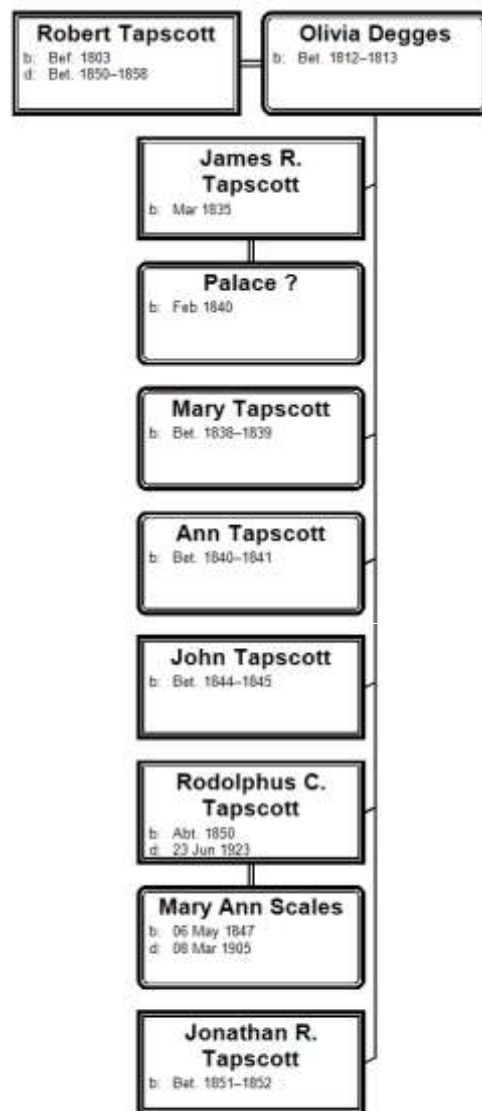 Robert Tapscott
b: Bef. 1803
d: Bet. 1850–1858
Olivia Degges
b: Bet. 1812–1813
James R.
Tapscott
b: Mar 1835
Palace ?
b: Feb 1840
Mary Tapscott
b: Bet. 1838–1839
Ann Tapscott
b: Bet. 1840–1841
John Tapscott
b: Bet. 1844–1845
Rodolphus C.
Tapscott
b: Abt. 1850
d: 23 Jun 1923
Mary Ann Scales
b: 06 May 1847
d: 08 Mar 1905
Jonathan R.
Tapscott
b: Bet. 1851–1852